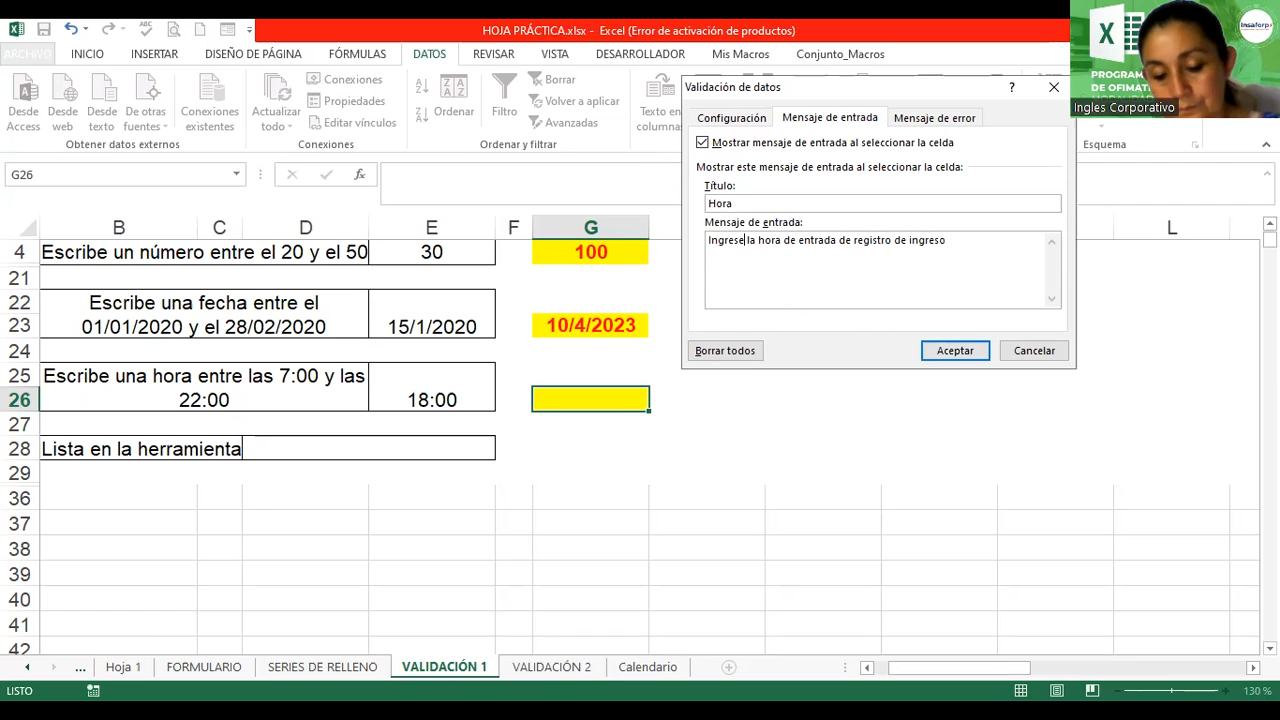 HOJA PRÁCTICA.xlsx - Excel (Error de activación de productos)
ARCHIVO INICIO INSERTAR DISEÑO DE PÁGINA FÓRMULAS DATOS REVISAR VISTA DESARROLLADOR Mis Macros Conjunto_Macros
Desde Access
Desde web
Desde texto
De otras fuentes
Conexiones existentes
Obtener datos externos
Actualizar todo
Conexiones
Propiedades
Editar vínculos
Conexiones
Ordenar
Filtro
Borrar
Volver a aplicar
Avanzadas
Ordenar y filtrar
Texto en
Esquema
X
PROGRAM
DE OFIMAT
Insaforp
Ingles Corporativo
Validación de datos ?
Configuración Mensaje de entrada Mensaje de error
Mostrar mensaje de entrada al seleccionar la celda
Mostrar este mensaje de entrada al seleccionar la celda:
Título:
Hora
Mensaje de entrada:
Ingrese la hora de entrada de registro de ingreso
Borrar todos Aceptar Cancelar
G26 fx
B C D E F G L
4 Escribe un número entre el 20 y el 50 30 100
21
22 Escribe una fecha entre el
23 01/01/2020 y el 28/02/2020 15/1/2020 10/4/2023
24
25 Escribe una hora entre las 7:00 y las
26 22:00 18:00
27
28 Lista en la herramienta
29
36
37
38
39
40
41
42
... Hoja 1 FORMULARIO SERIES DE RELLENO VALIDACIÓN 1 VALIDACIÓN 2 Calendario
LISTO 130 %